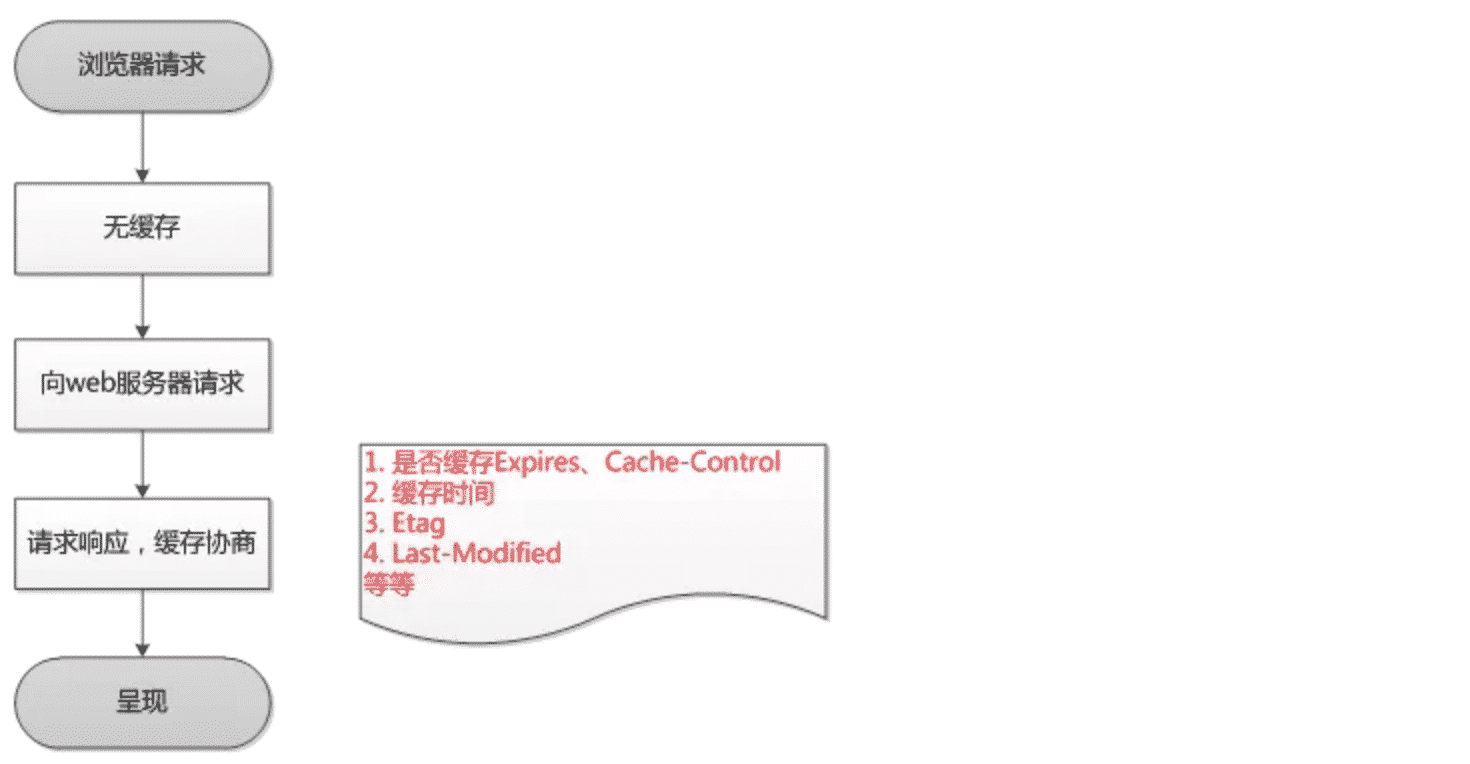 浏览器请求
无缓存
向web服务器请求
请求响应，缓存协商
呈现
1. 是否缓存Expires、Cache-Control
2. 缓存时间
3. Etag
4. Last-Modified
等等